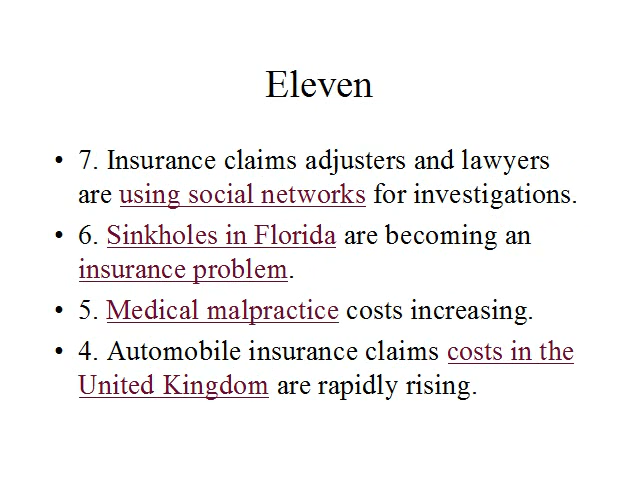 Eleven
• 7. Insurance claims adjusters and lawyers
are using social networks for investigations.
• 6. Sinkholes in Florida are becoming an
insurance problem.
• 5. Medical malpractice costs increasing.
• 4. Automobile insurance claims costs in the
United Kingdom are rapidly rising.